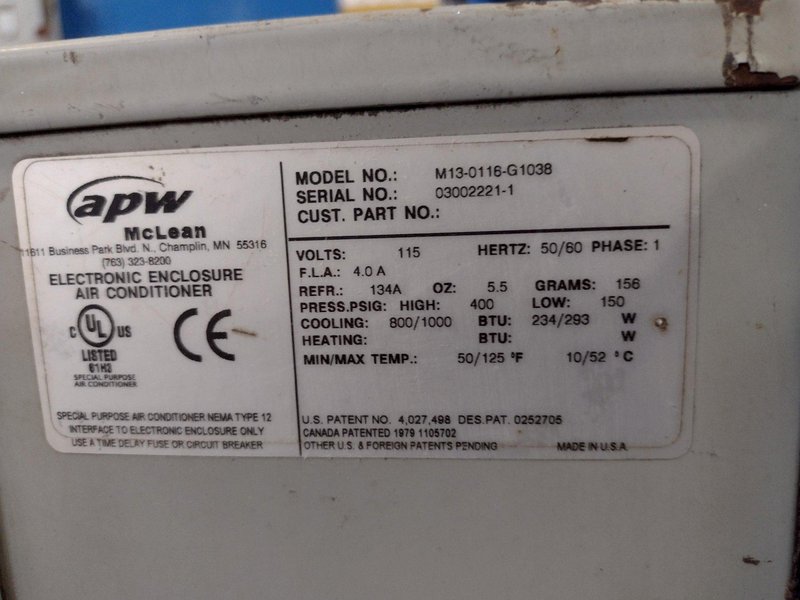 apw
McLean
11611 Business Park Blvd. N., Champlin, MN 55316
(763) 323-8200
ELECTRONIC ENCLOSURE
AIR CONDITIONER
C UL US
LISTED
61H3
SPECIAL PURPOSE
AIR CONDITIONER
CE
SPECIAL PURPOSE AIR CONDITIONER NEMA TYPE 12
INTERFACE TO ELECTRONIC ENCLOSURE ONLY
USE A TIME DELAY FUSE OR CIRCUIT BREAKER
MODEL NO.: M13-0116-G1038
SERIAL NO.: 03002221-1
CUST. PART NO.:
VOLTS: 115 HERTZ: 50/60 PHASE: 1
F.L.A.: 4.0 A
REFR.: 134A OZ: 5.5 GRAMS: 156
PRESS.PSIG: HIGH: 400 LOW: 150
COOLING: 800/1000 BTU: 234/293 W
HEATING: BTU: W
MIN/MAX TEMP.: 50/125 °F 10/52 °C
U.S. PATENT NO. 4,027,498 DES.PAT. 0252705
CANADA PATENTED 1979 1105702
OTHER U.S. & FOREIGN PATENTS PENDING MADE IN U.S.A.